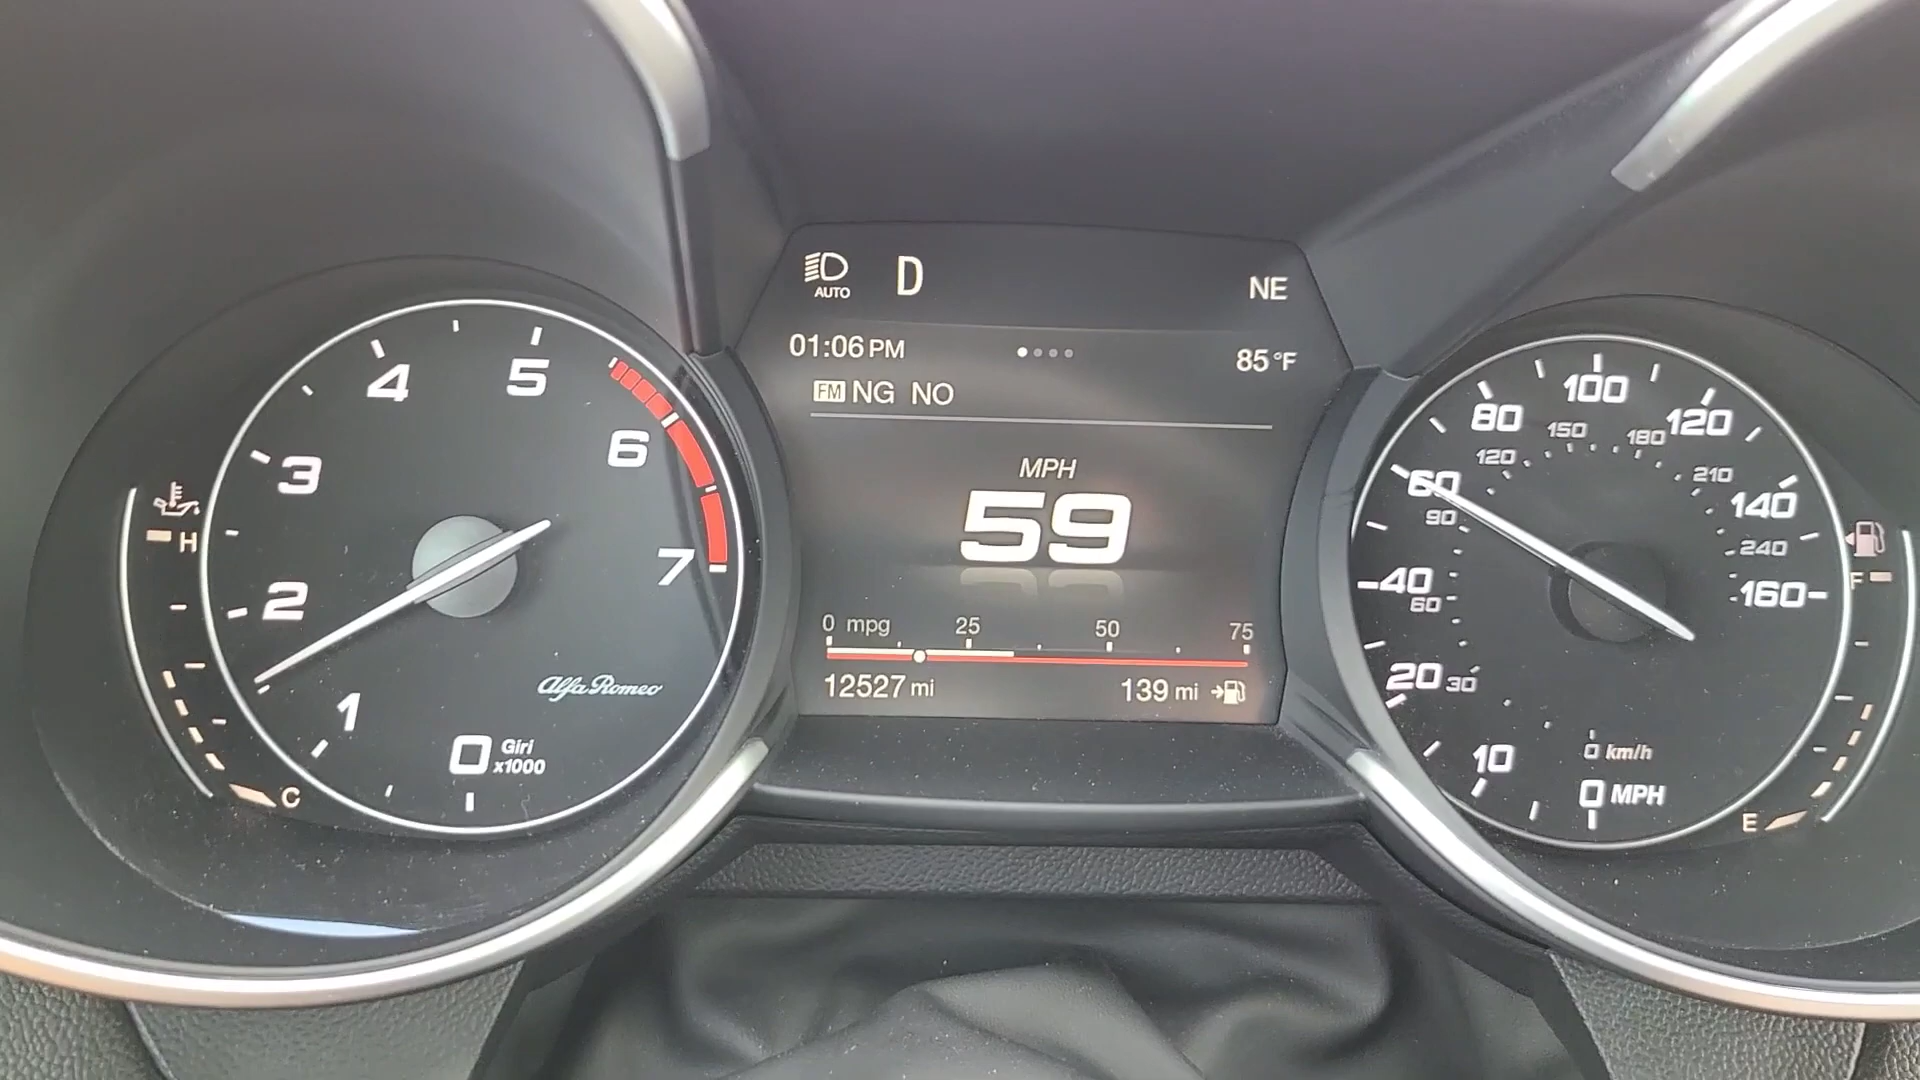 AUTO
D
NE
01:06 PM
85°F
FM NG NO
MPH
59
0 mpg 25 50 75
12527 mi
139 mi
H
C
0 1 2 3 4 5 6 7
Giri
x1000
Alfa Romeo
0 10 20 40 60 80 100 120 140 160
MPH
0 30 60 90 120 150 180 210 240
km/h
F
E